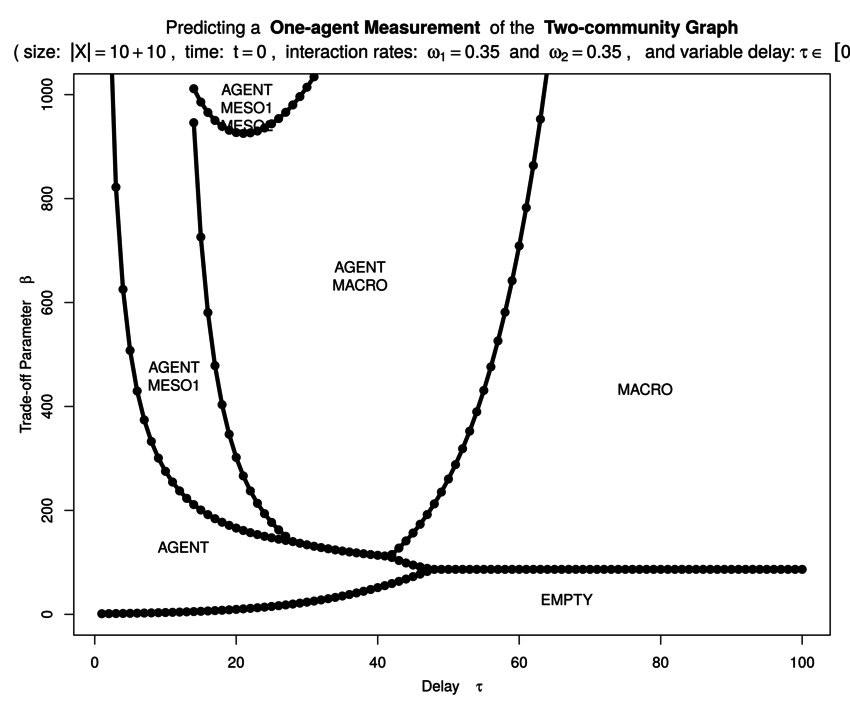 Predicting a One-agent Measurement of the Two-community Graph
( size: |X| = 10 + 10 , time: t = 0 , interaction rates: ω₁ = 0.35 and ω₂ = 0.35 , and variable delay: τ ∈ [0
AGENT
MESO1
MESO2
AGENT
MACRO
AGENT
MESO1
MACRO
AGENT
EMPTY
Trade-off Parameter β
0 200 400 600 800 1000
0 20 40 60 80 100
Delay τ